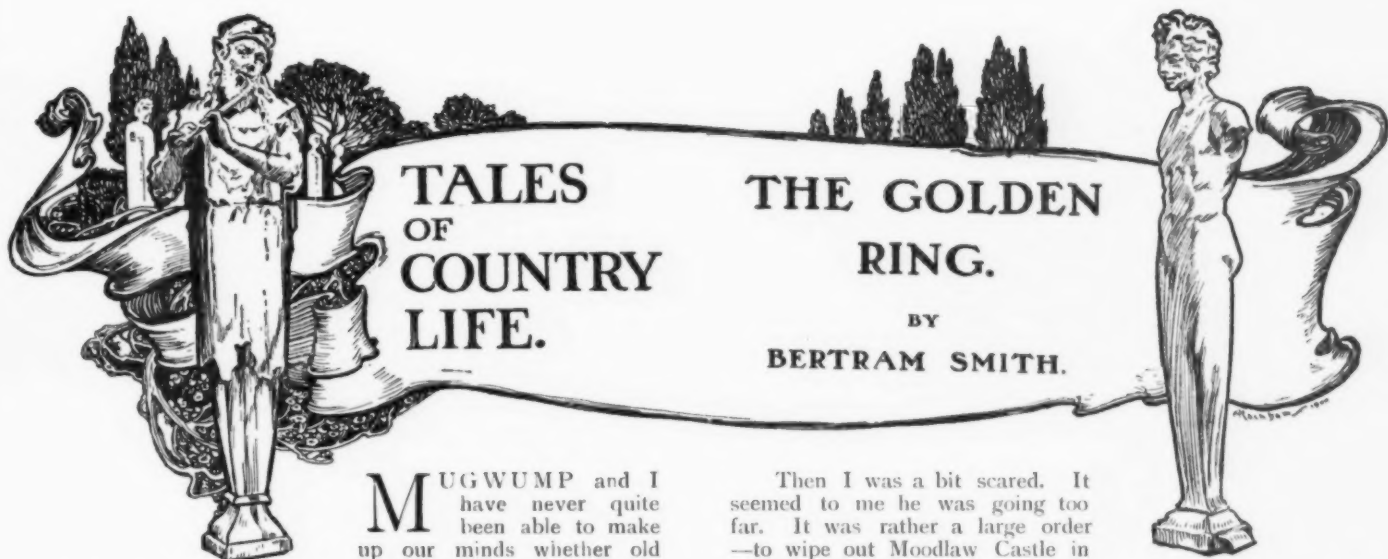 TALES
OF
COUNTRY
LIFE.
THE GOLDEN
RING.
BY
BERTRAM SMITH.
MUGWUMP and I
have never quite
been able to make
up our minds whether old
Then I was a bit scared. It
seemed to me he was going too
far. It was rather a large order
—to wipe out Moodlaw Castle in